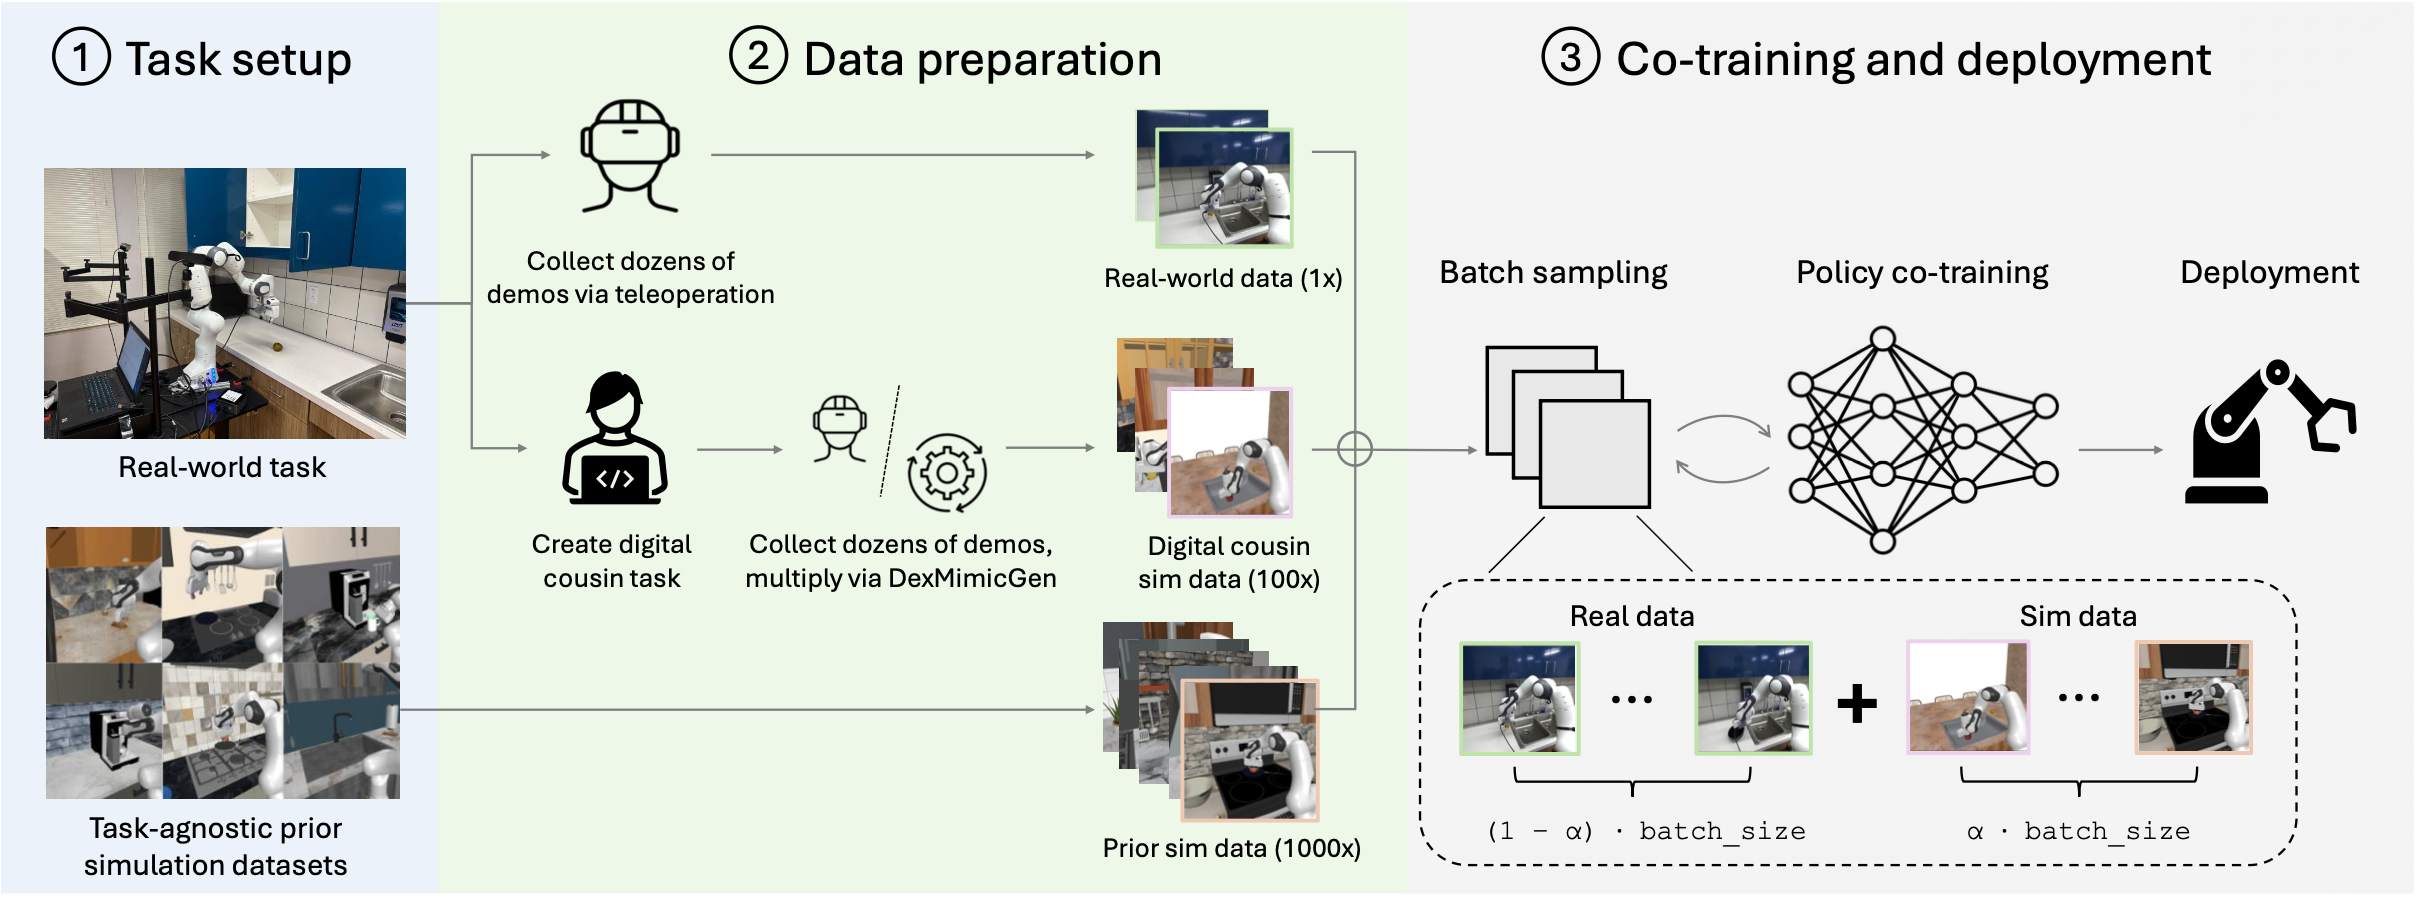 1 Task setup
2 Data preparation
3 Co-training and deployment
Real-world task
Task-agnostic prior
simulation datasets
Collect dozens of
demos via teleoperation
Real-world data (1x)
</>
Create digital
cousin task
Collect dozens of demos,
multiply via DexMimicGen
Digital cousin
sim data (100x)
Prior sim data (1000x)
Batch sampling
Policy co-training
Deployment
Real data
Sim data
... + ...
(1 − α) · batch_size
α · batch_size